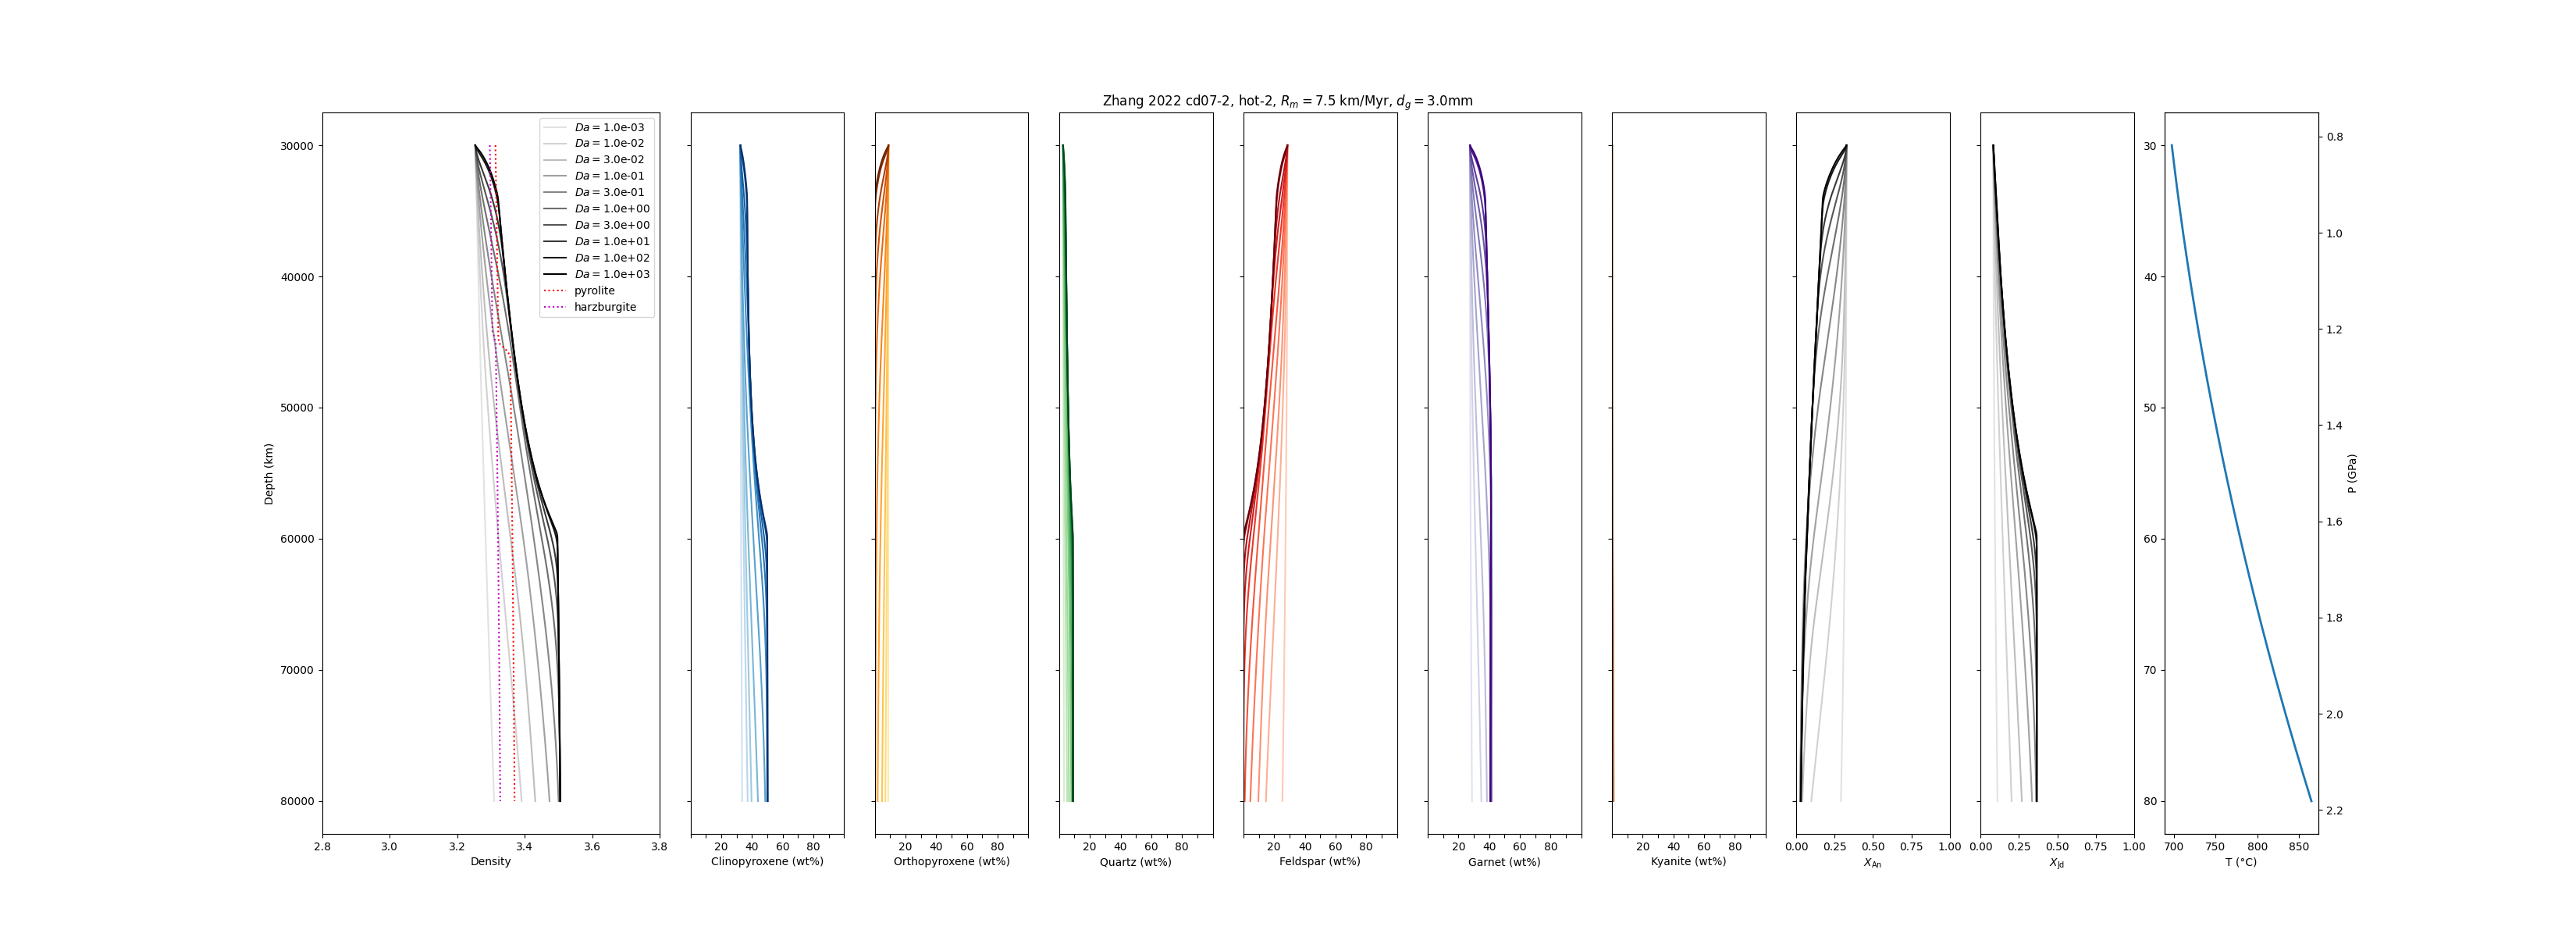 Zhang 2022 cd07-2, hot-2, Rm = 7.5 km/Myr, dg = 3.0mm
Da = 1.0e-03
Da = 1.0e-02
Da = 3.0e-02
Da = 1.0e-01
Da = 3.0e-01
Da = 1.0e+00
Da = 3.0e+00
Da = 1.0e+01
Da = 1.0e+02
Da = 1.0e+03
pyrolite
harzburgite
30000
40000
50000
60000
70000
80000
Depth (km)
2.8 3.0 3.2 3.4 3.6 3.8
Density
20 40 60 80
Clinopyroxene (wt%)
20 40 60 80
Orthopyroxene (wt%)
20 40 60 80
Quartz (wt%)
20 40 60 80
Feldspar (wt%)
20 40 60 80
Garnet (wt%)
20 40 60 80
Kyanite (wt%)
0.00 0.25 0.50 0.75 1.00
XAn
0.00 0.25 0.50 0.75 1.00
XJd
30
40
50
60
70
80
700 750 800 850
T (°C)
0.8
1.0
1.2
1.4
1.6
1.8
2.0
2.2
P (GPa)